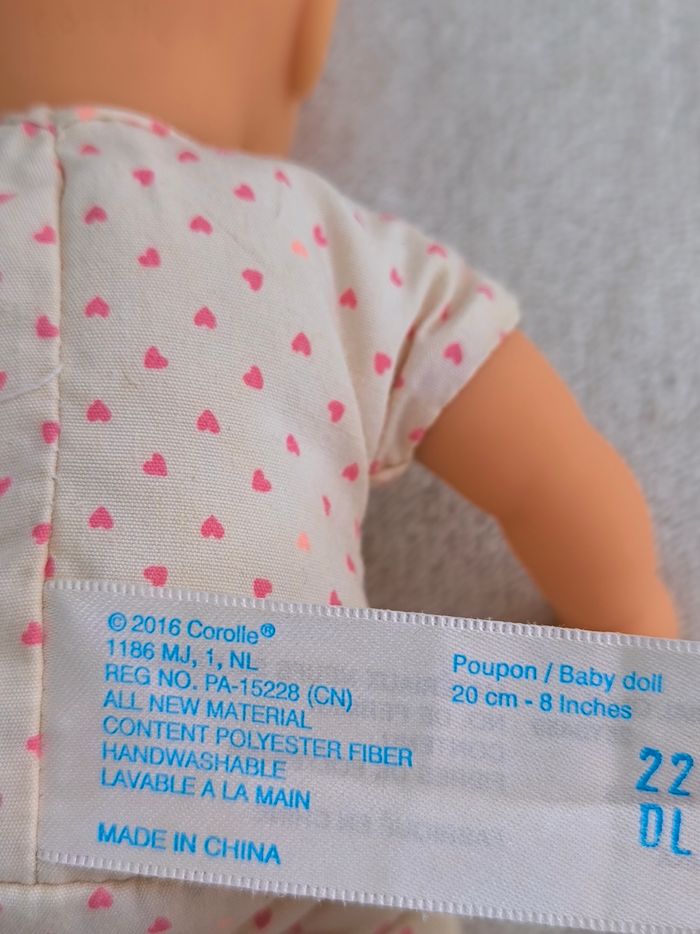 © 2016 Corolle®
1186 MJ, 1, NL
REG NO. PA-15228 (CN)
ALL NEW MATERIAL
CONTENT POLYESTER FIBER
HANDWASHABLE
LAVABLE A LA MAIN
MADE IN CHINA
Poupon / Baby doll
20 cm - 8 Inches
22
DL